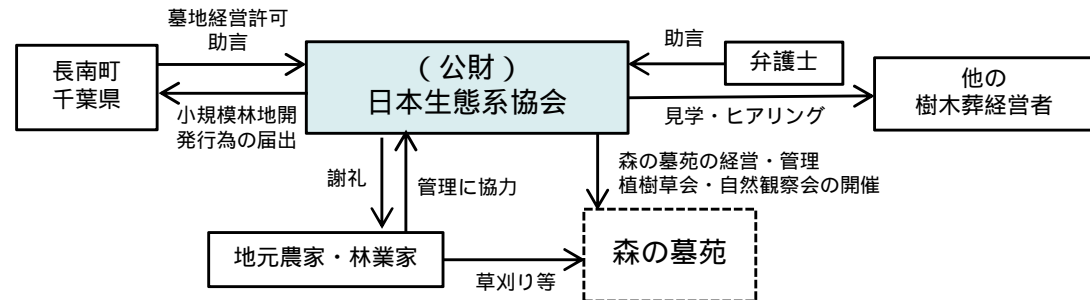 墓地経営許可
助言
長南町
千葉県
小規模林地開
発行為の届出
(公財)
日本生態系協会
助言
弁護士
見学・ヒアリング
他の
樹木葬経営者
謝礼
管理に協力
森の墓苑の経営・管理
植樹草会・自然観察会の開催
地元農家・林業家
草刈り等
森の墓苑